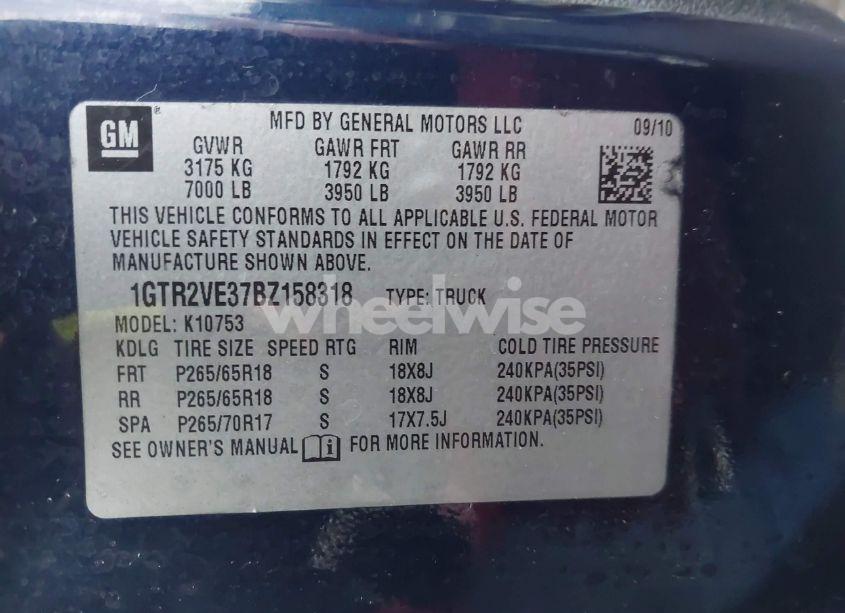 GM
MFD BY GENERAL MOTORS LLC 09/10
GVWR GAWR FRT GAWR RR
3175 KG 1792 KG 1792 KG
7000 LB 3950 LB 3950 LB
THIS VEHICLE CONFORMS TO ALL APPLICABLE U.S. FEDERAL MOTOR
VEHICLE SAFETY STANDARDS IN EFFECT ON THE DATE OF
MANUFACTURE SHOWN ABOVE.
1GTR2VE37BZ158318 TYPE: TRUCK
wheelwise
MODEL: K10753
KDLG TIRE SIZE SPEED RTG RIM COLD TIRE PRESSURE
FRT P265/65R18 S 18X8J 240KPA(35PSI)
RR P265/65R18 S 18X8J 240KPA(35PSI)
SPA P265/70R17 S 17X7.5J 240KPA(35PSI)
SEE OWNER'S MANUAL FOR MORE INFORMATION.